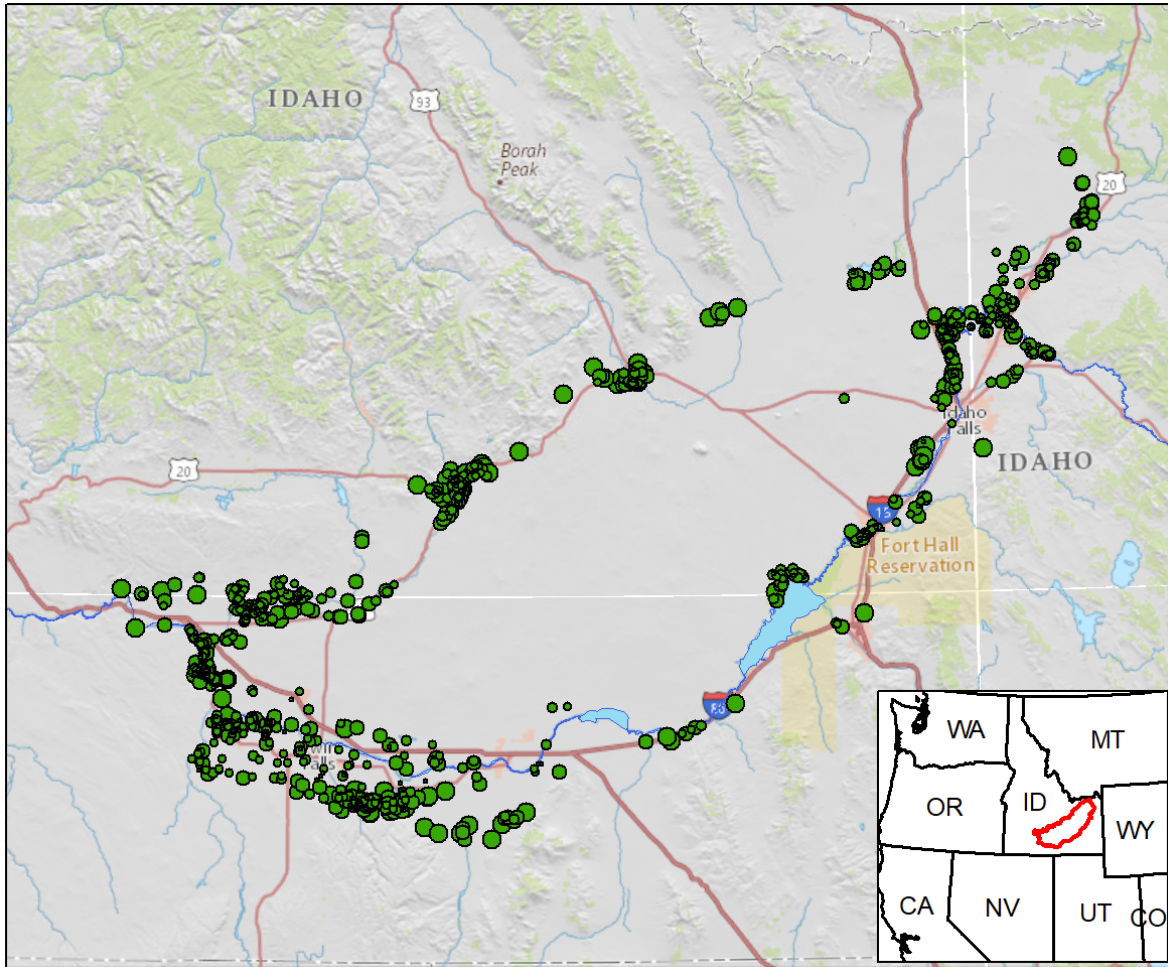 IDAHO
93
Borah
Peak
20
Idaho
Falls
IDAHO
20
15
Fort Hall
Reservation
86
Falls
WA
MT
OR
ID
WY
CA
NV
UT
CO